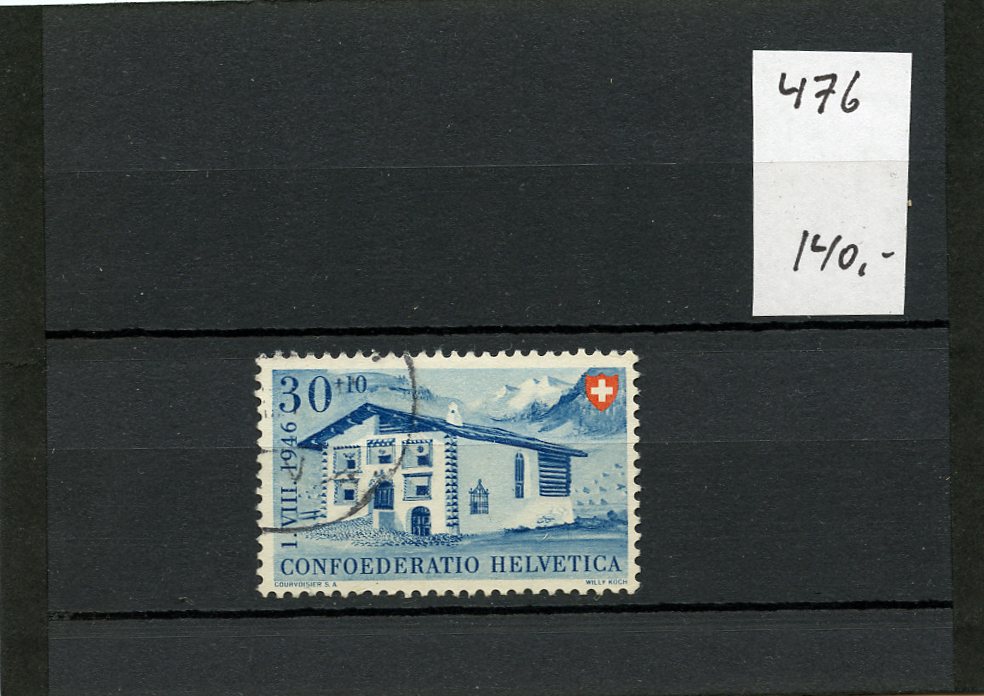 476
140,-
30+10
1. VIII. 1946
CONFOEDERATIO HELVETICA
COURVOISIER S. A
WILLY KOCH